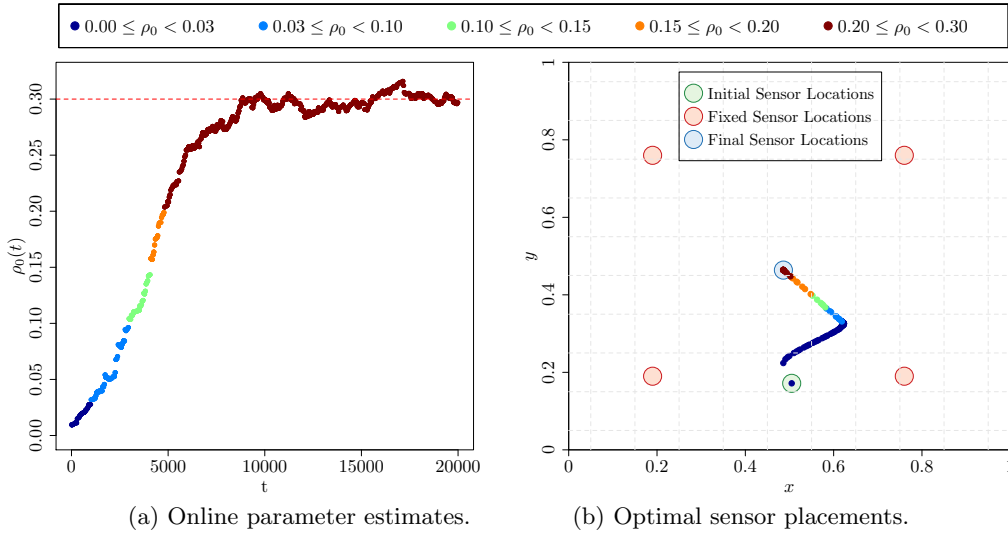 0.00 ≤ ρ₀ < 0.03 0.03 ≤ ρ₀ < 0.10 0.10 ≤ ρ₀ < 0.15 0.15 ≤ ρ₀ < 0.20 0.20 ≤ ρ₀ < 0.30
0.30
0.25
0.20
0.15
0.10
0.05
0.00
ρ₀(t)
0 5000 10000 15000 20000
t
(a) Online parameter estimates.
Initial Sensor Locations
Fixed Sensor Locations
Final Sensor Locations
1
0.8
0.6
0.4
0.2
0
y
0 0.2 0.4 0.6 0.8 1
x
(b) Optimal sensor placements.